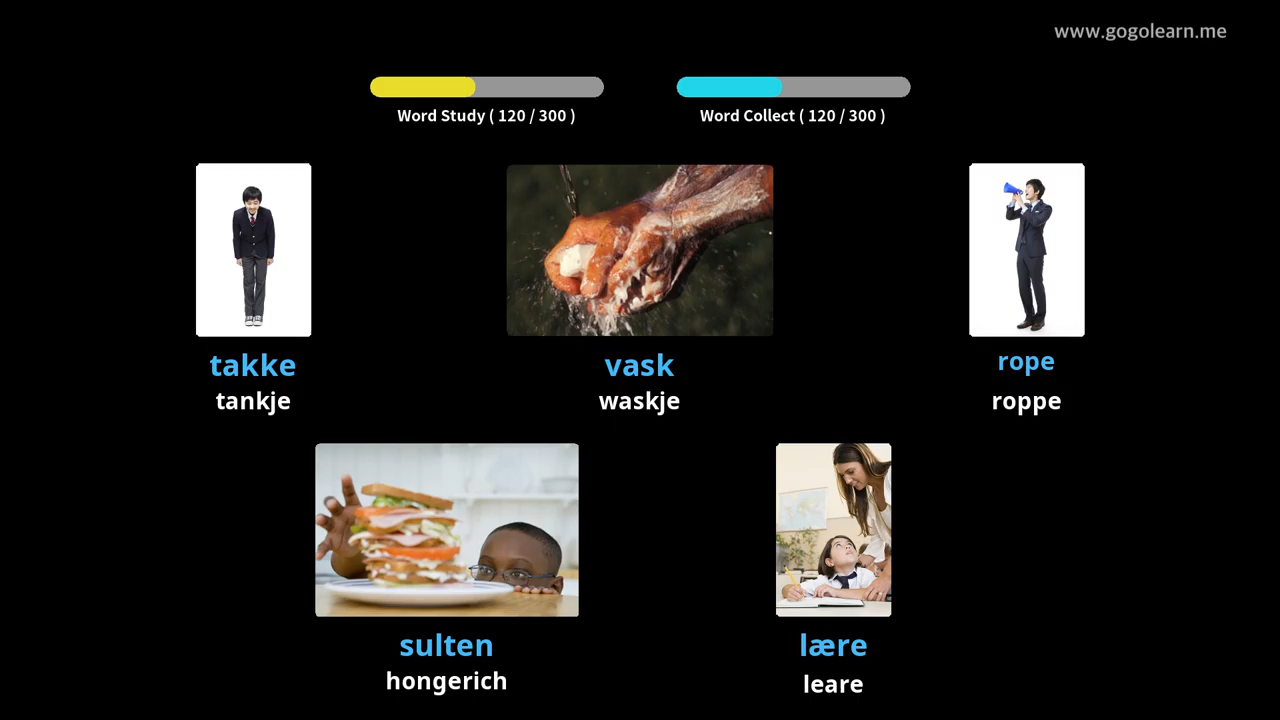 www.gogolearn.me
Word Study ( 120 / 300 )
Word Collect ( 120 / 300 )
takke
tankje
vask
waskje
rope
roppe
sulten
hongerich
lære
leare